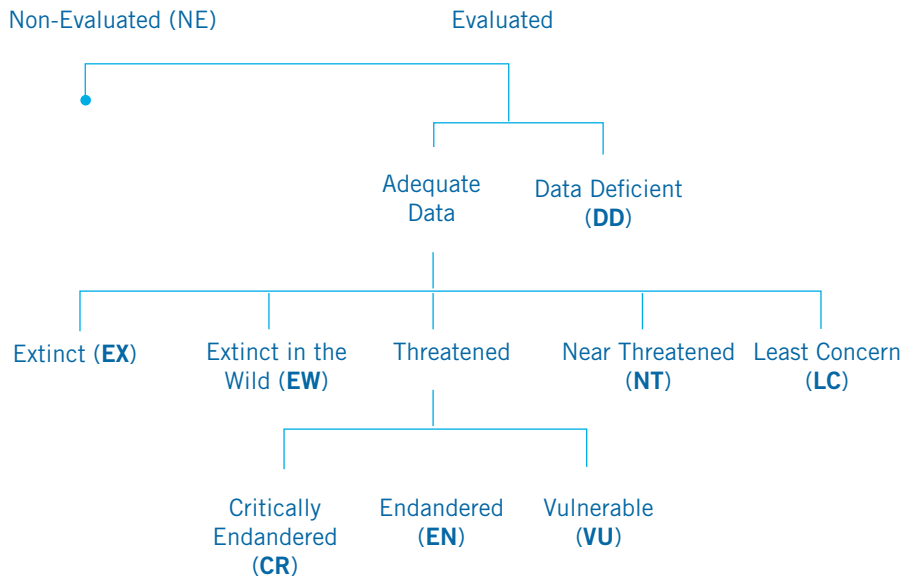 Non-Evaluated (NE)
Evaluated
Adequate
Data
Data Deficient
(DD)
Extinct (EX)
Extinct in the
Wild (EW)
Threatened
Near Threatened
(NT)
Least Concern
(LC)
Critically
Endandered
(CR)
Endandered
(EN)
Vulnerable
(VU)